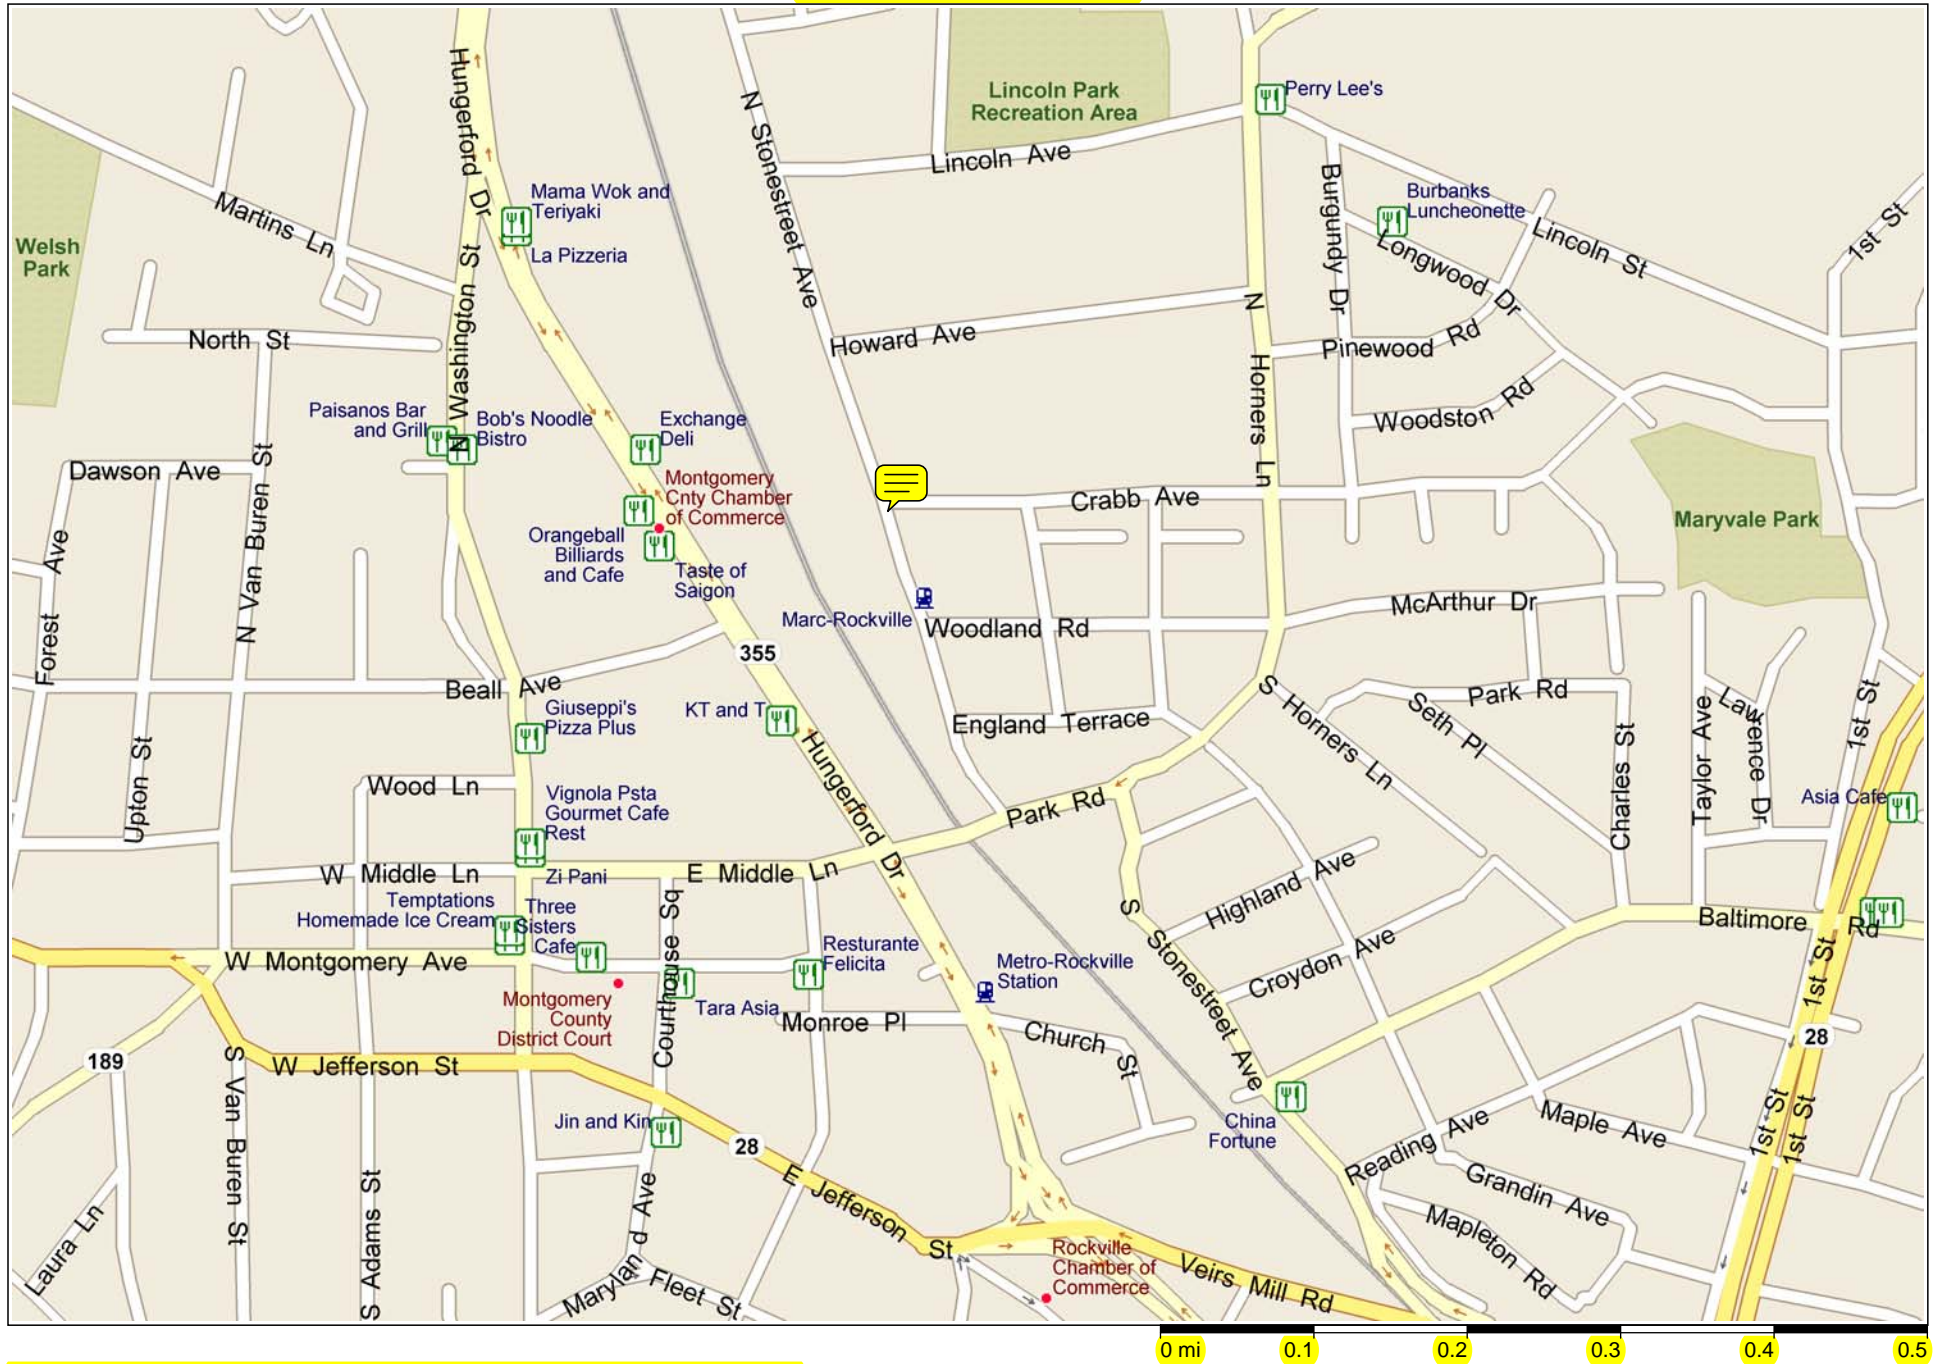 Hungerford Dr
N Stonestreet Ave
Lincoln Park
Recreation Area
Perry Lee's
Lincoln Ave
Welsh
Park
Martins Ln
Mama Wok and
Teriyaki
La Pizzeria
Burgundy Dr
Burbanks
Luncheonette
Longwood Dr
Lincoln St
1st St
North St
N Washington St
Howard Ave
N Horners Ln
Pinewood Rd
Woodston Rd
Paisanos Bar
and Grill
Bob's Noodle
Bistro
Exchange
Deli
Dawson Ave
N Van Buren St
Montgomery
Cnty Chamber
of Commerce
Crabb Ave
Maryvale Park
Forest Ave
Orangeball
Billiards
and Cafe
Taste of
Saigon
Marc-Rockville
Woodland Rd
McArthur Dr
355
Beall Ave
KT and T
Giuseppi's
Pizza Plus
England Terrace
S Horners Ln
Seth Pl
Park Rd
Charles St
Taylor Ave
Lawrence Dr
1st St
Upton St
Wood Ln
Hungerford Dr
Park Rd
Asia Cafe
Vignola Psta
Gourmet Cafe
Rest
W Middle Ln
Zi Pani
E Middle Ln
Highland Ave
Temptations
Homemade Ice Cream
Three
Sisters
Cafe
Courthouse Sq
Resturante
Felicita
S Stonestreet Ave
Croydon Ave
Baltimore Rd
W Montgomery Ave
Metro-Rockville
Station
Montgomery
County
District Court
Tara Asia
Monroe Pl
Church St
1st St
28
189
W Jefferson St
S Van Buren St
Jin and Kin
28
China
Fortune
Reading Ave
Maple Ave
1st St
1st St
Grandin Ave
Laura Ln
S Adams St
Maryland Ave
E Jefferson St
Fleet St
Rockville
Chamber of
Commerce
Veirs Mill Rd
Mapleton Rd
0 mi 0.1 0.2 0.3 0.4 0.5